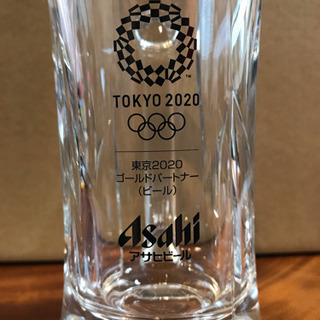 TM
TOKYO 2020
東京2020
ゴールドパートナー
(ビール)
Asahi
アサヒビール